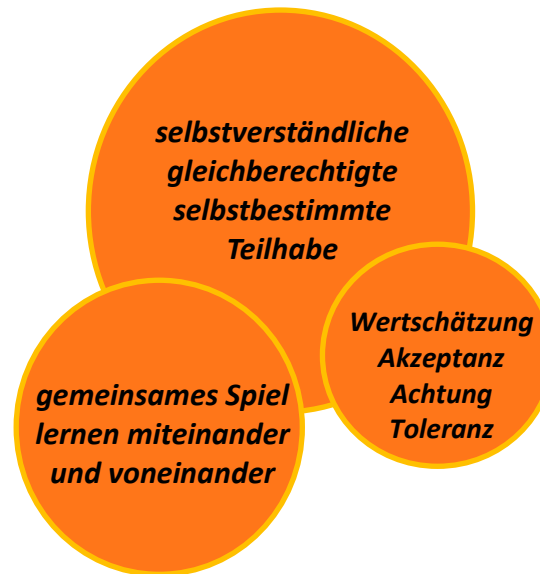 selbstverständliche
gleichberechtigte
selbstbestimmte
Teilhabe
Wertschätzung
Akzeptanz
Achtung
Toleranz
gemeinsames Spiel
lernen miteinander
und voneinander